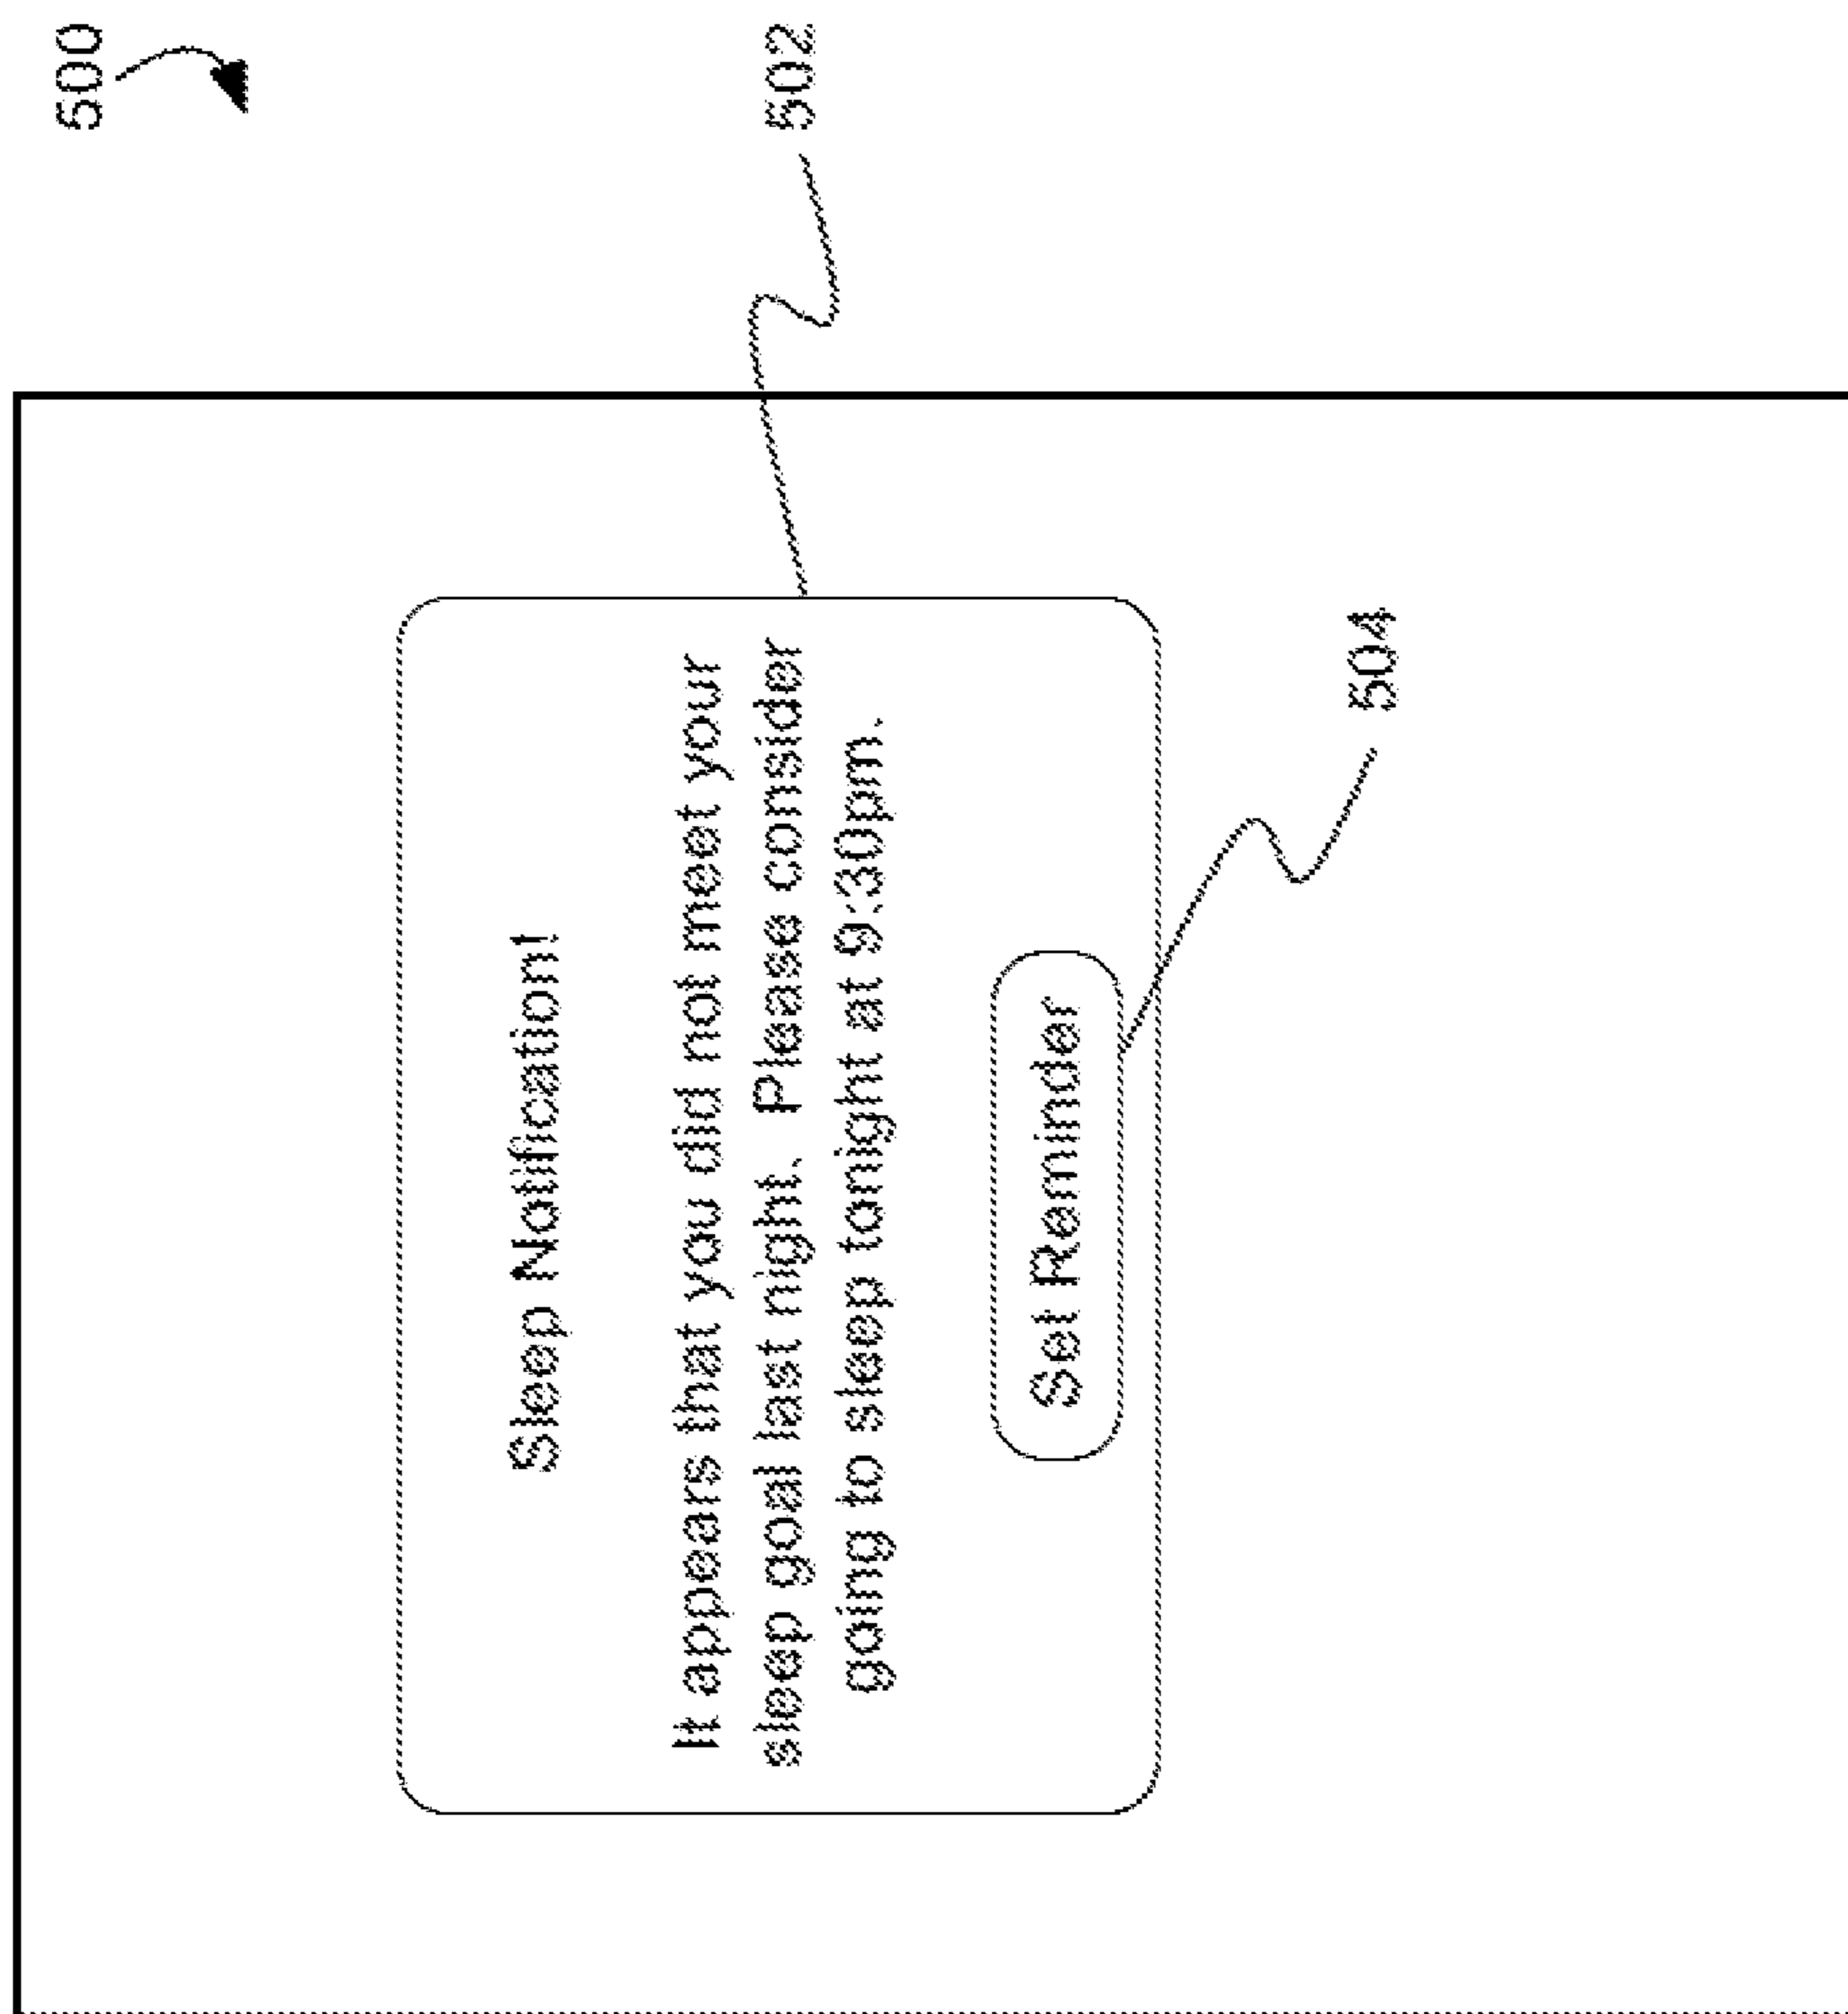 500
502
Sleep Notification!
It appears that you did not meet your
sleep goal last night. Please consider
going to sleep tonight at 9:30pm.
Set Reminder
504